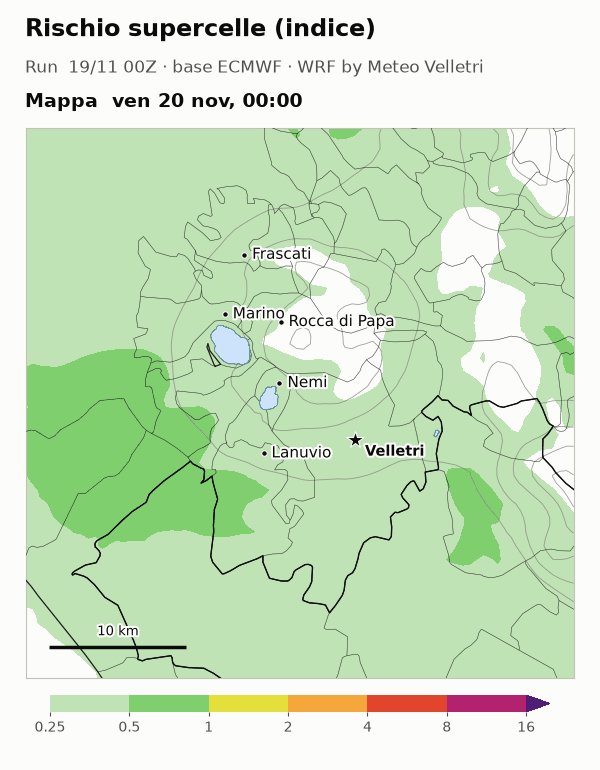 Rischio supercelle (indice)
Run  19/11 00Z · base ECMWF · WRF by Meteo Velletri
Mappa  ven 20 nov, 00:00
Frascati
Marino
Rocca di Papa
Nemi
Velletri
Lanuvio
10 km
0.25 0.5 1 2 4 8 16